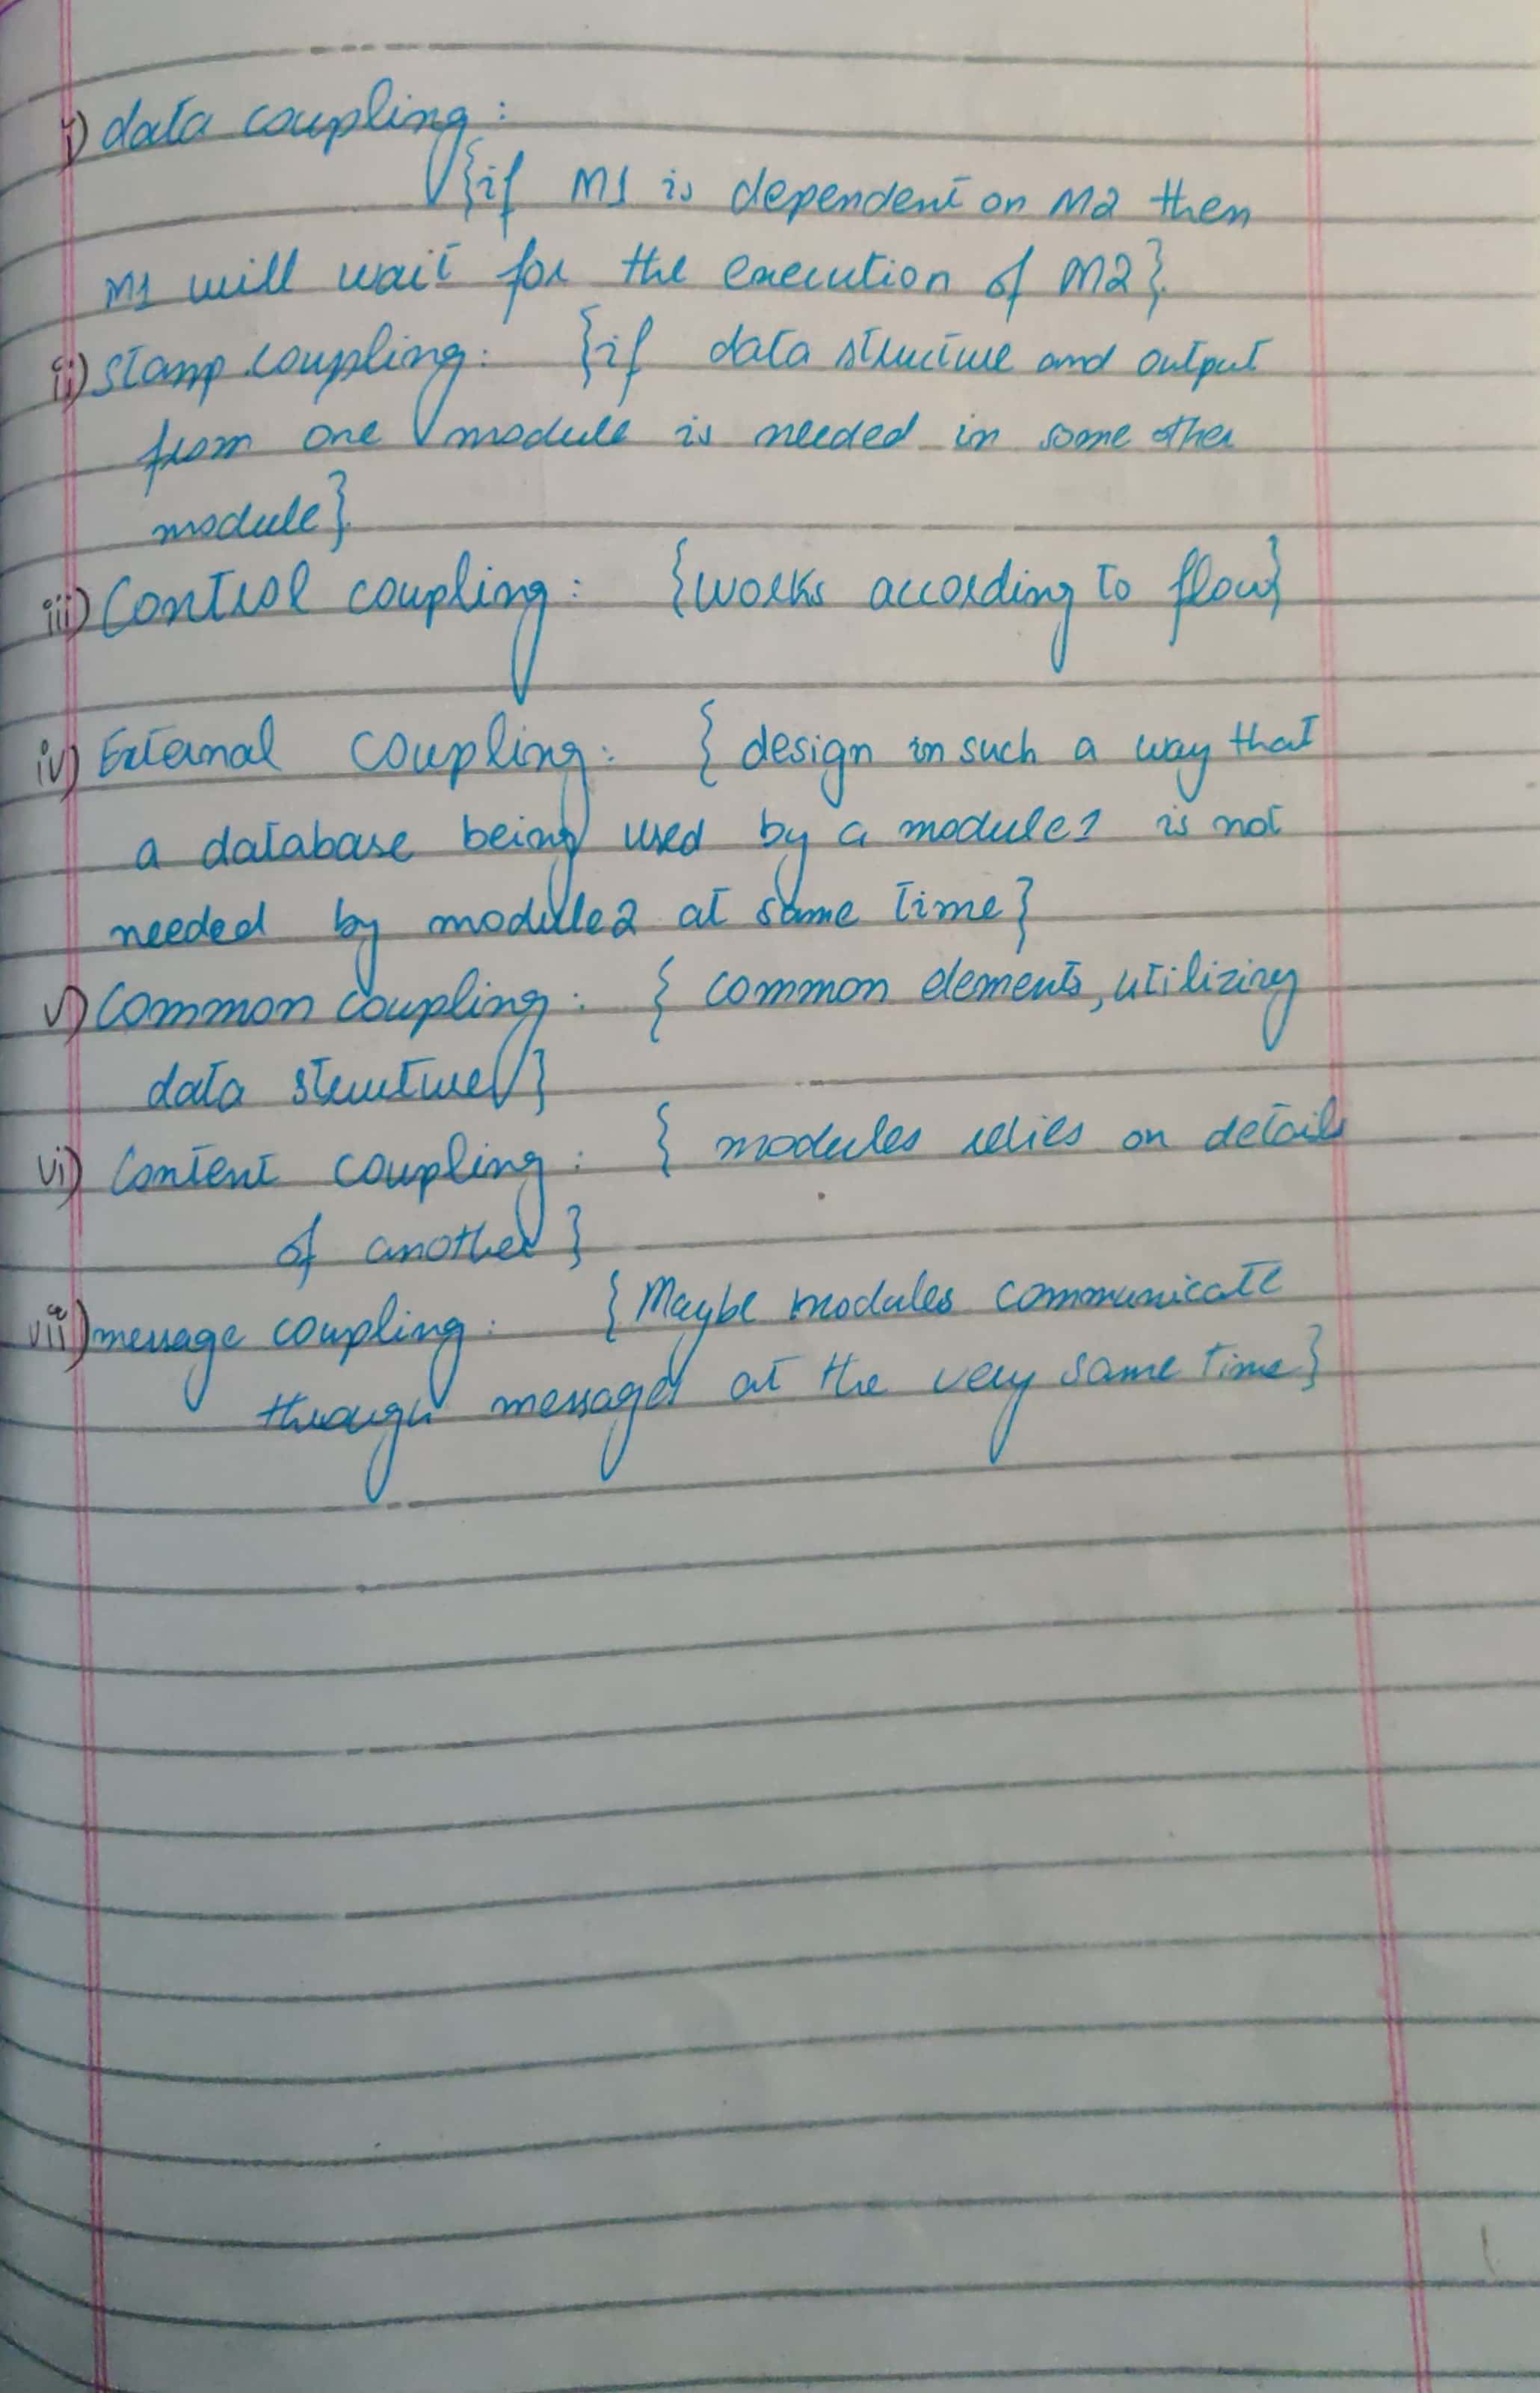 i) data coupling :
{if M1 is dependent on M2 then
M1 will wait for the execution of M2}.
ii) stamp coupling : {if data structure and output
from one module is needed in some other
module}.
iii) Control coupling : {works according to flow}
iv) External coupling : { design in such a way that
a database being used by a module1 is not
needed by module2 at same time }
v) Common coupling : { common elements, utilizing
data structure }
vi) Content coupling : { modules relies on details
of another }
vii) message coupling : { Maybe modules communicate
through messages at the very same time }